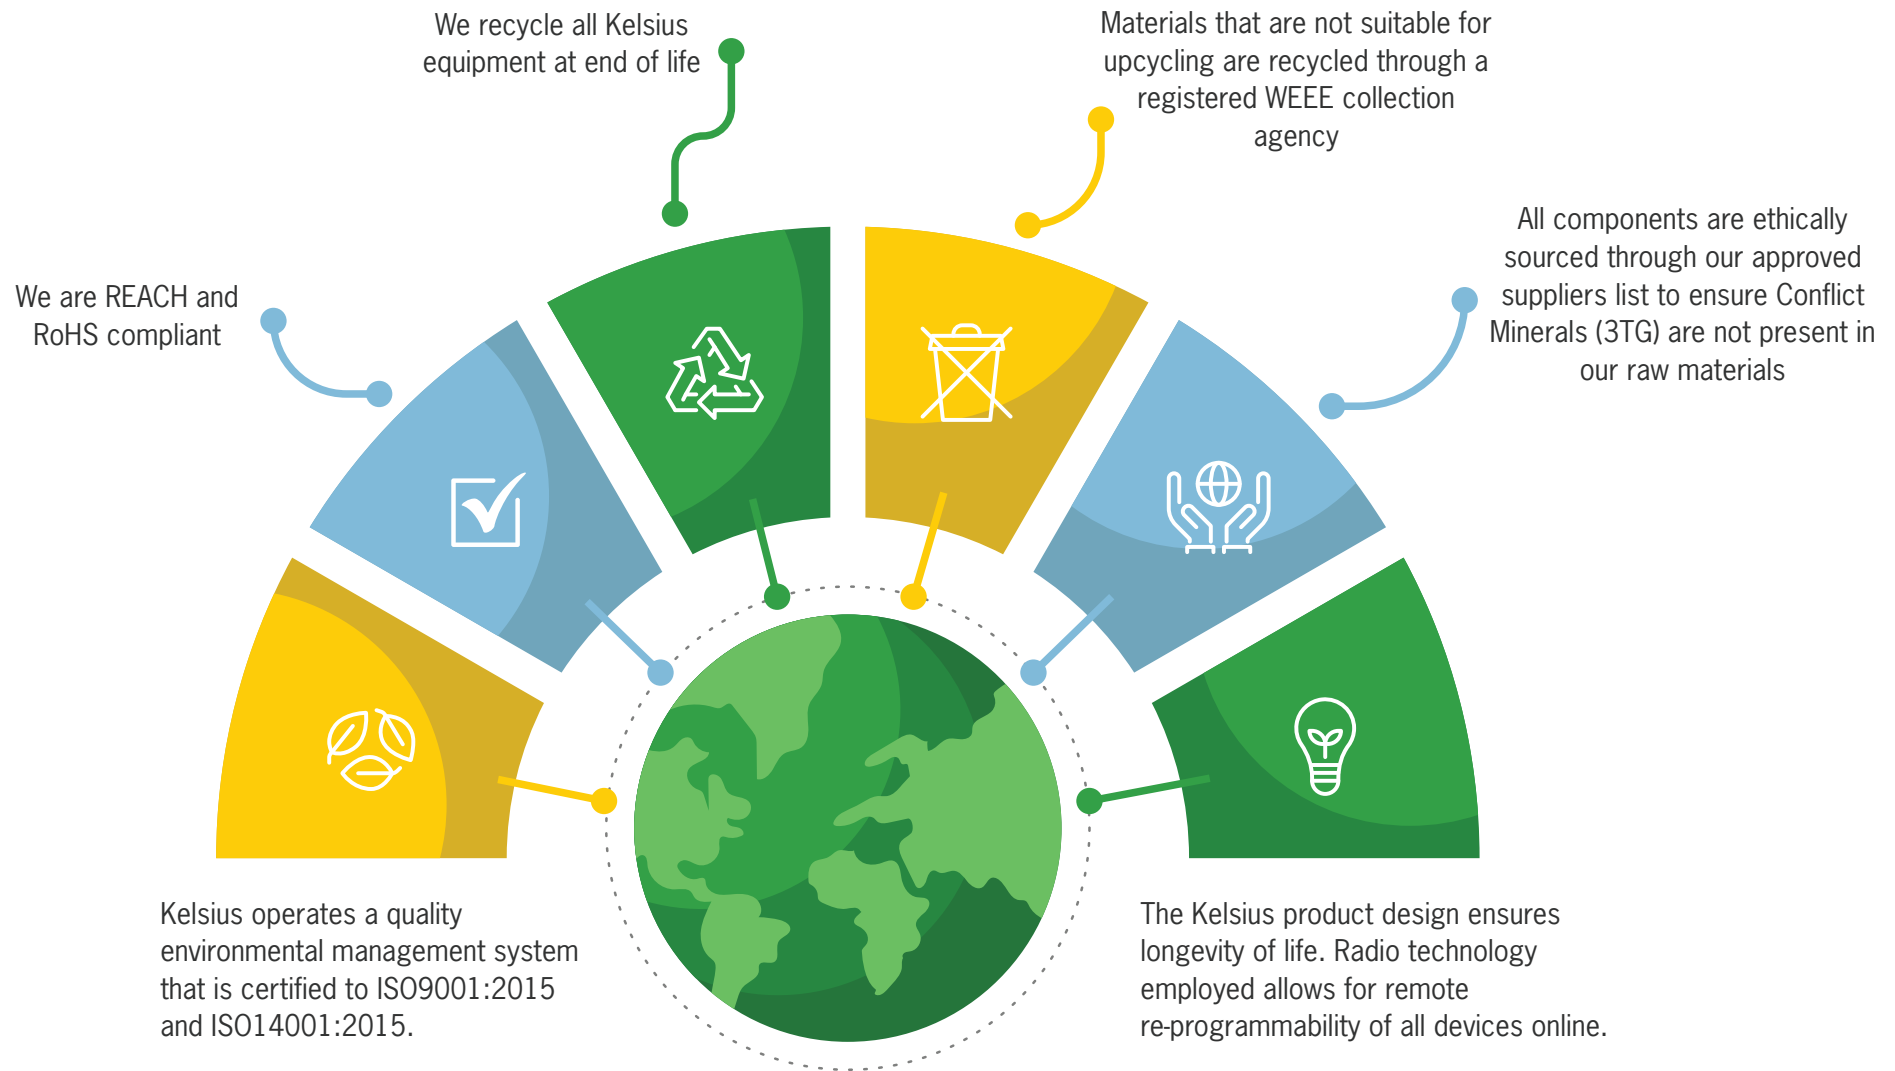 We recycle all Kelsius
equipment at end of life
Materials that are not suitable for
upcycling are recycled through a
registered WEEE collection
agency
All components are ethically
sourced through our approved
suppliers list to ensure Conflict
Minerals (3TG) are not present in
our raw materials
We are REACH and
RoHS compliant
Kelsius operates a quality
environmental management system
that is certified to ISO9001:2015
and ISO14001:2015.
The Kelsius product design ensures
longevity of life. Radio technology
employed allows for remote
re-programmability of all devices online.